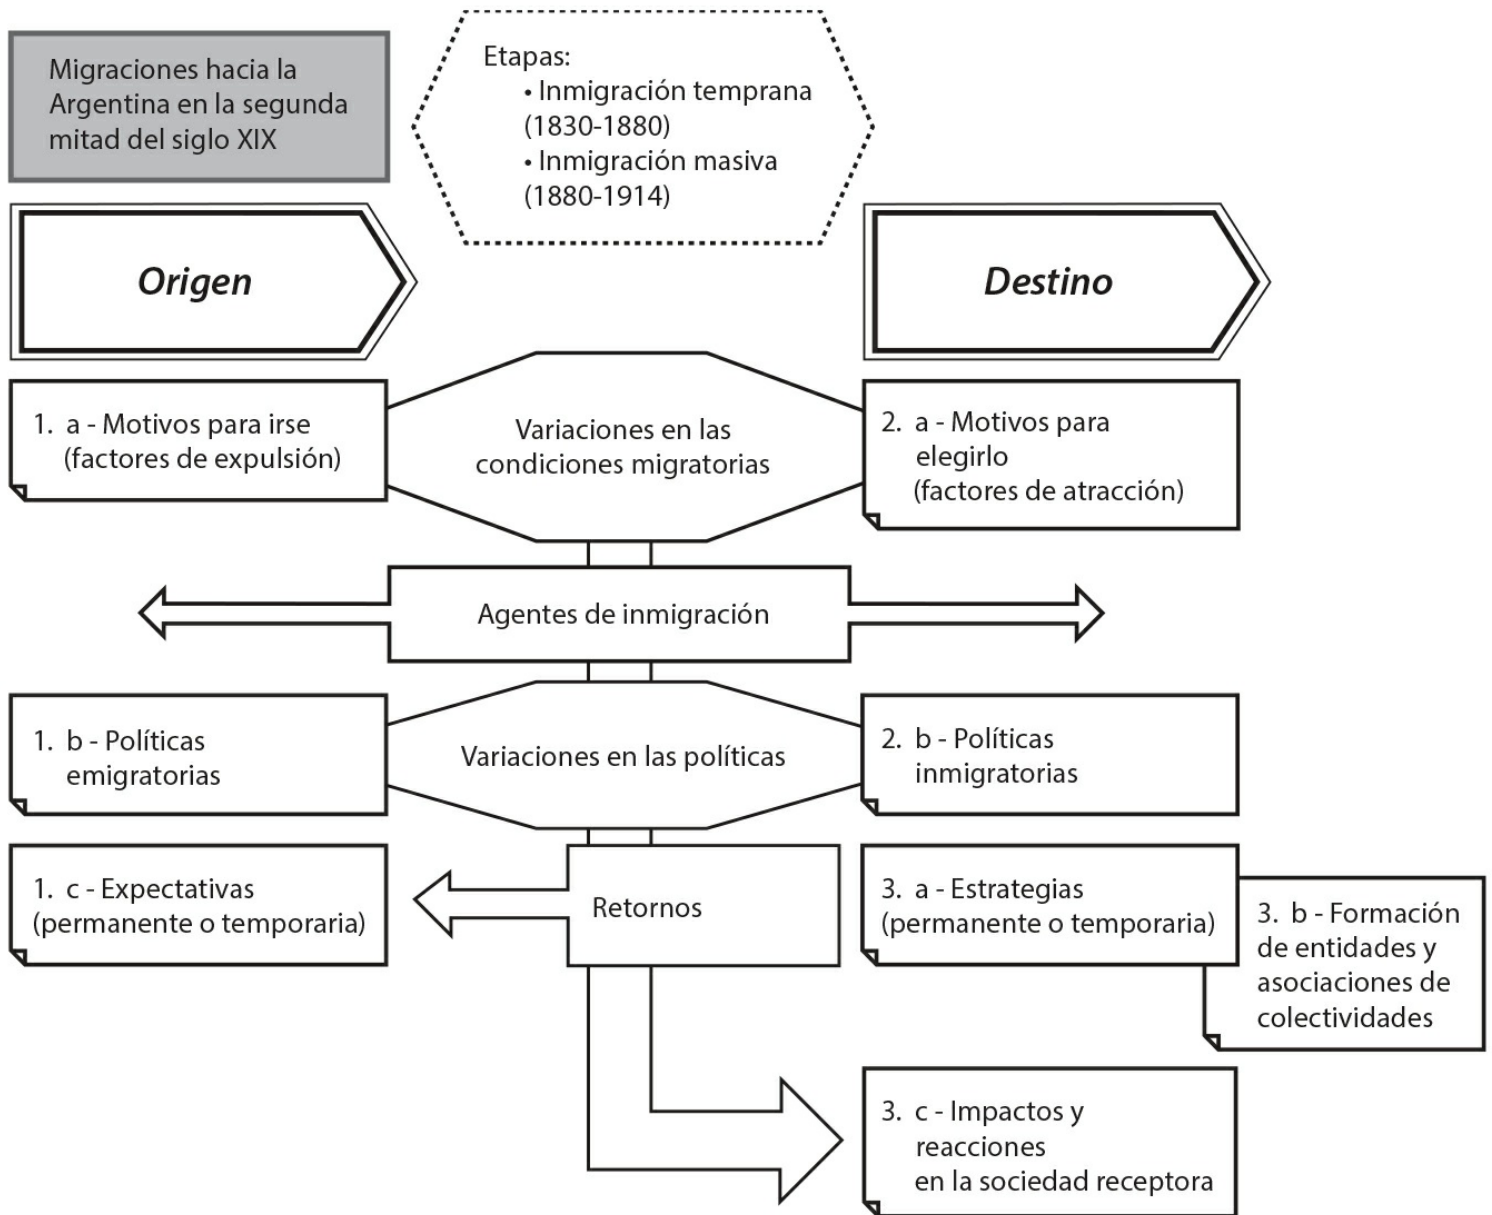 Migraciones hacia la
Argentina en la segunda
mitad del siglo XIX
Etapas:
• Inmigración temprana
(1830-1880)
• Inmigración masiva
(1880-1914)
Origen
Destino
1. a - Motivos para irse
(factores de expulsión)
Variaciones en las
condiciones migratorias
2. a - Motivos para
elegirlo
(factores de atracción)
Agentes de inmigración
1. b - Políticas
emigratorias
Variaciones en las políticas
2. b - Políticas
inmigratorias
1. c - Expectativas
(permanente o temporaria)
Retornos
3. a - Estrategias
(permanente o temporaria)
3. b - Formación
de entidades y
asociaciones de
colectividades
3. c - Impactos y
reacciones
en la sociedad receptora